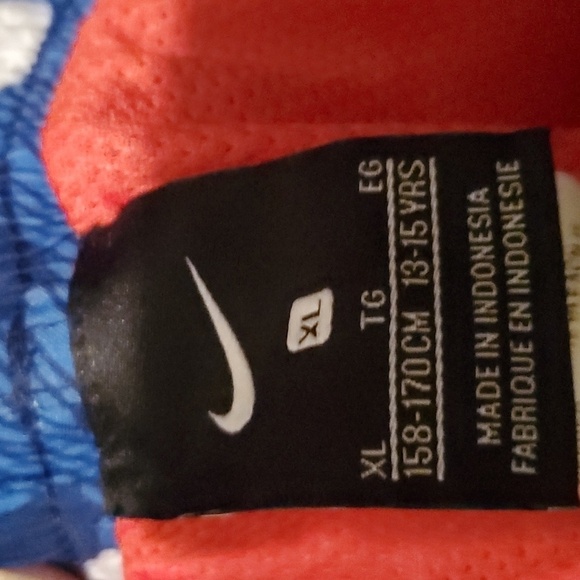 XL
XL TG EG
158-170CM 13-15 YRS
MADE IN INDONESIA
FABRIQUE EN INDONESIE